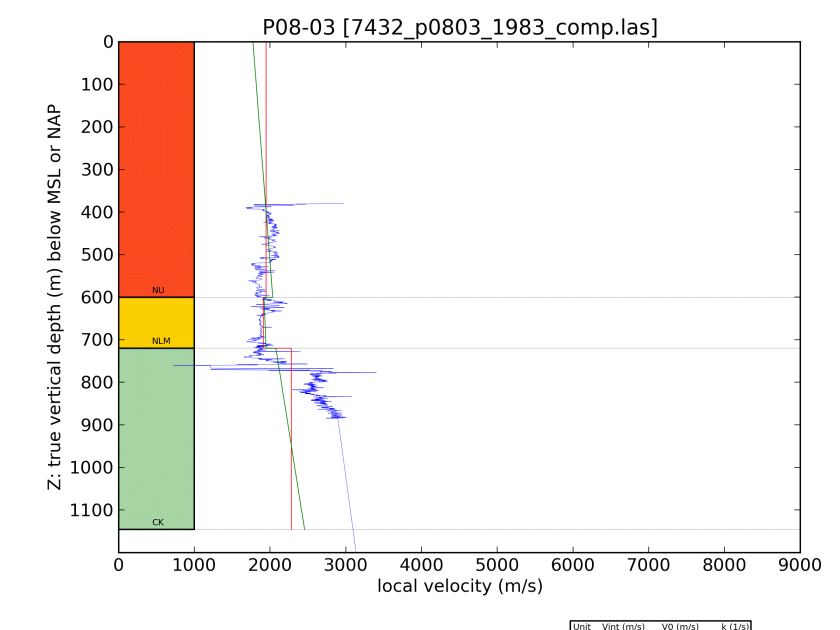 P08-03 [7432_p0803_1983_comp.las]
0
100
200
300
400
500
600
700
800
900
1000
1100
Z: true vertical depth (m) below MSL or NAP
NU
NLM
CK
0 1000 2000 3000 4000 5000 6000 7000 8000 9000
local velocity (m/s)
Unit Vint (m/s) V0 (m/s) k (1/s)